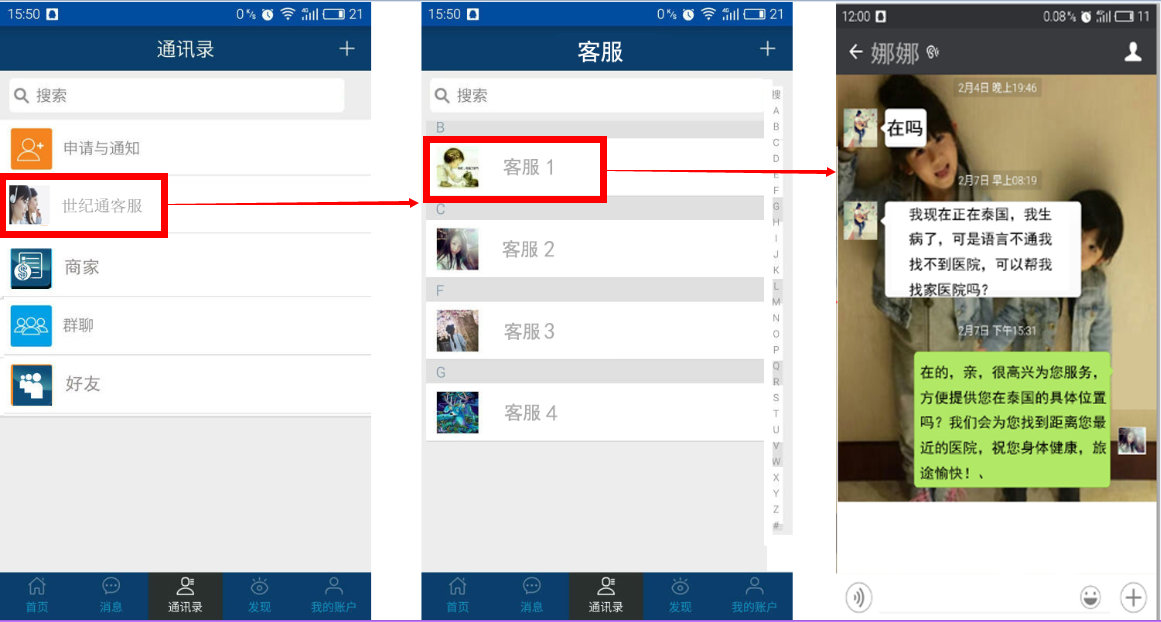 15:50
0 % 4G 21
通讯录
搜索
申请与通知
世纪通客服
商家
群聊
好友
首页
消息
通讯录
发现
我的账户
15:50
0 % 4G 21
客服
搜索
B
客服 1
C
客服 2
F
客服 3
G
客服 4
搜
A
B
C
D
E
F
G
H
I
J
K
L
M
N
O
P
Q
R
S
T
U
V
W
X
Y
Z
#
首页
消息
通讯录
发现
我的账户
12:00
0.08% 4G 11
娜娜
2月4日 晚上19:46
在吗
2月7日 早上08:19
我现在正在泰国，我生
病了，可是语言不通我
找不到医院，可以帮我
找家医院吗？
2月7日 下午15:31
在的，亲，很高兴为您服务，
方便提供您在泰国的具体位置
吗？我们会为您找到距离您最
近的医院，祝您身体健康，旅
途愉快！、